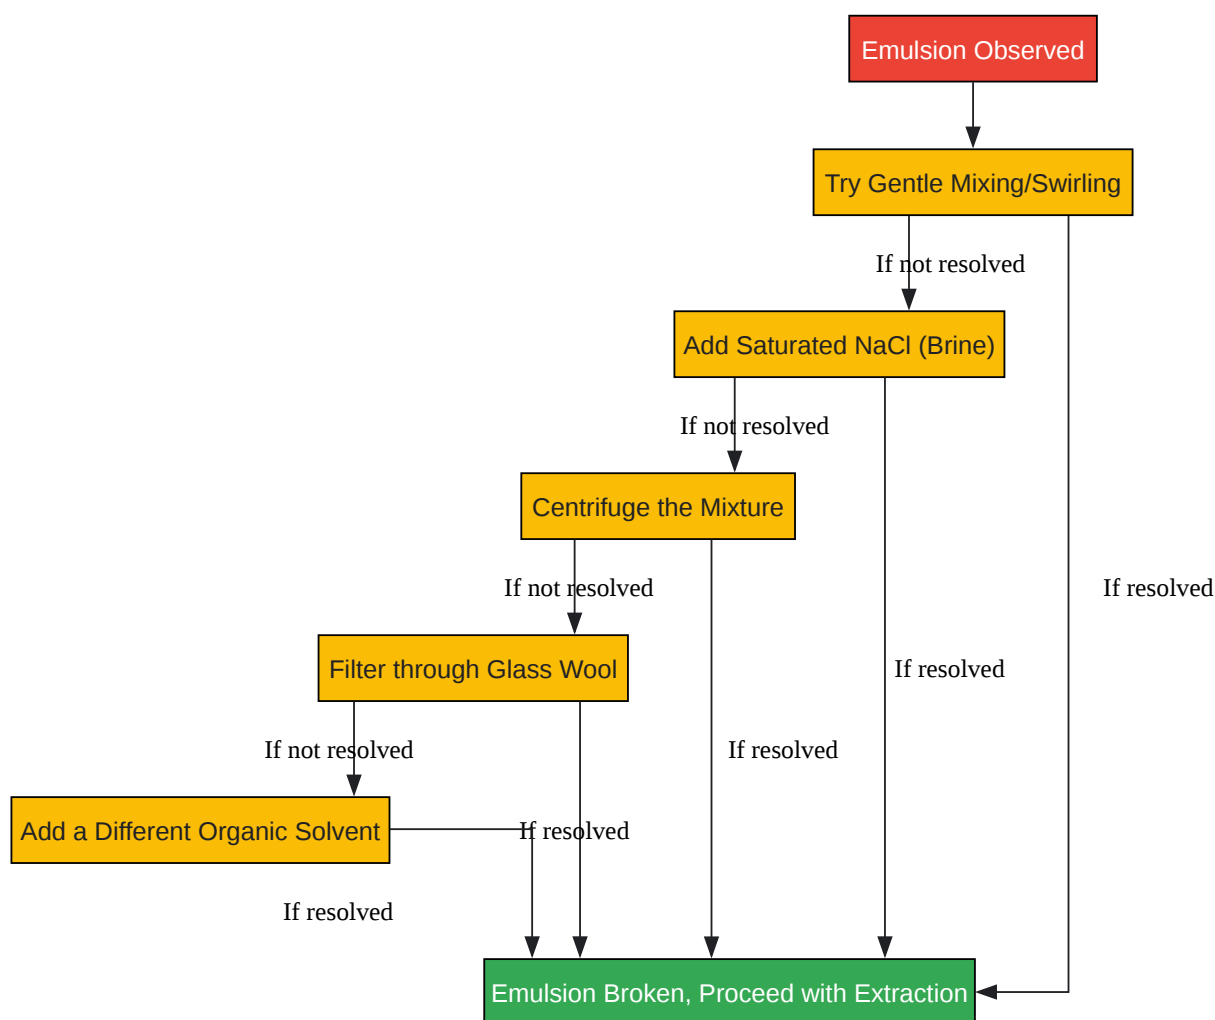 Emulsion Observed
Try Gentle Mixing/Swirling
If not resolved
Add Saturated NaCl (Brine)
If not resolved
Centrifuge the Mixture
If not resolved
If resolved
Filter through Glass Wool
If resolved
If not resolved
If resolved
Add a Different Organic Solvent
If resolved
If resolved
Emulsion Broken, Proceed with Extraction